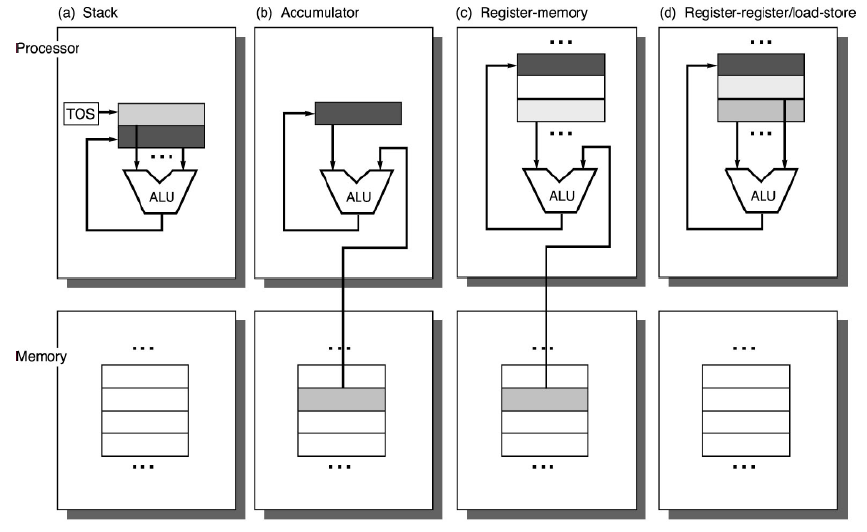 (a) Stack
(b) Accumulator
(c) Register-memory
(d) Register-register/load-store
Processor
TOS
...
...
...
...
...
ALU
ALU
ALU
ALU
Memory
...
...
...
...
...
...
...
...